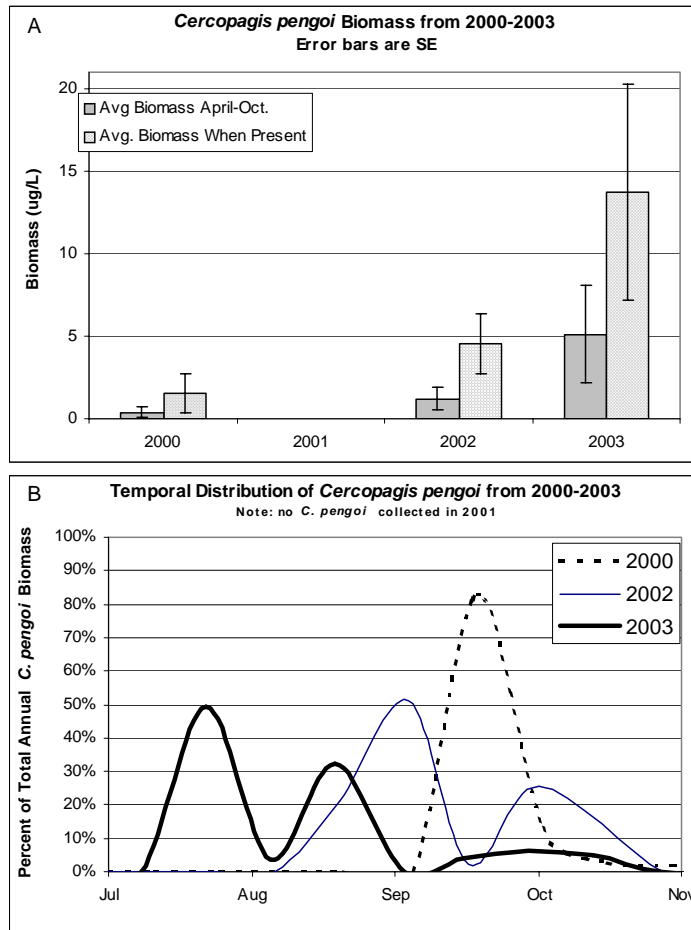 A
Cercopagis pengoi Biomass from 2000-2003
Error bars are SE
Biomass (ug/L)
20
15
10
5
0
Avg Biomass April-Oct.
Avg. Biomass When Present
2000 2001 2002 2003
B
Temporal Distribution of Cercopagis pengoi from 2000-2003
Note: no C. pengoi collected in 2001
Percent of Total Annual C. pengoi Biomass
100%
90%
80%
70%
60%
50%
40%
30%
20%
10%
0%
2000
2002
2003
Jul Aug Sep Oct Nov